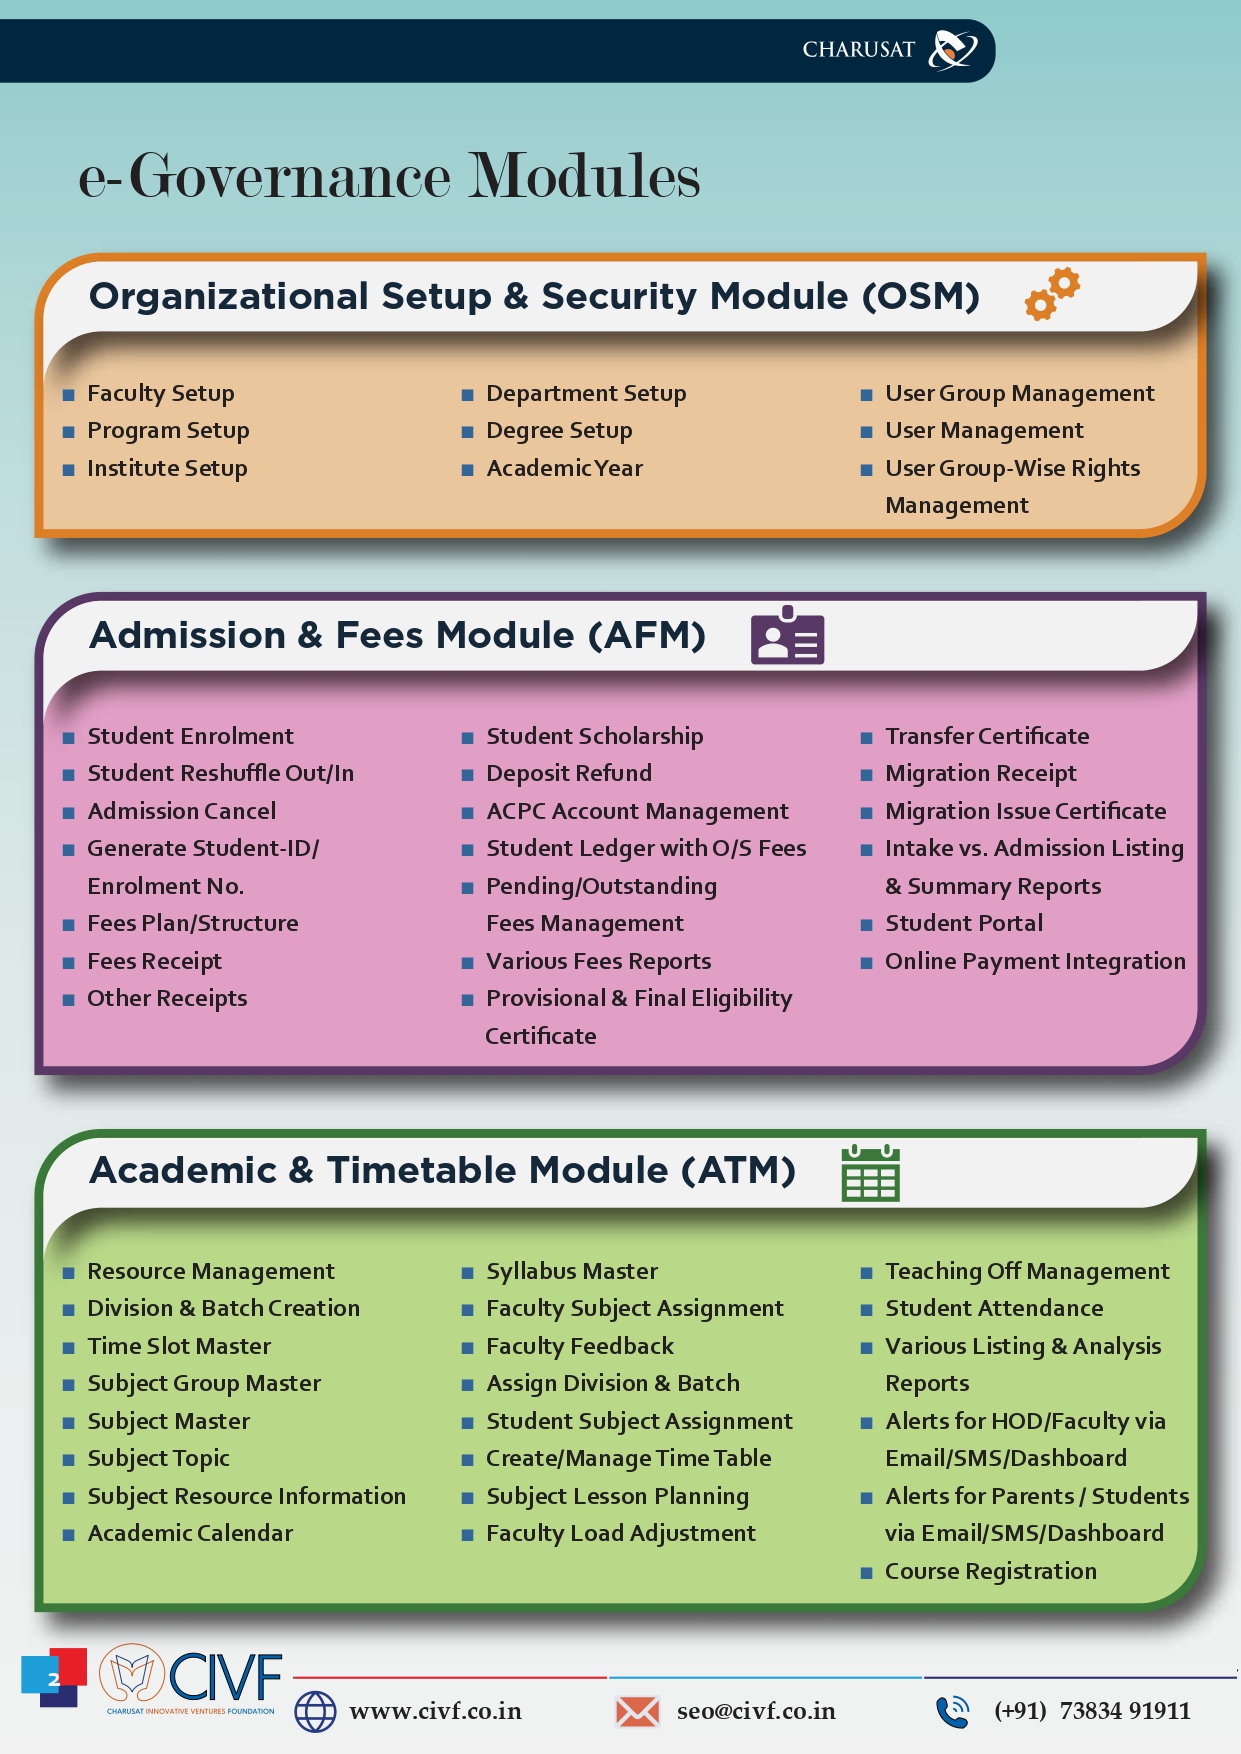 CHARUSAT
e-Governance Modules
Organizational Setup & Security Module (OSM)
Faculty Setup
Program Setup
Institute Setup
Department Setup
Degree Setup
Academic Year
User Group Management
User Management
User Group-Wise Rights
Management
Admission & Fees Module (AFM)
Student Enrolment
Student Reshuffle Out/In
Admission Cancel
Generate Student-ID/
Enrolment No.
Fees Plan/Structure
Fees Receipt
Other Receipts
Student Scholarship
Deposit Refund
ACPC Account Management
Student Ledger with O/S Fees
Pending/Outstanding
Fees Management
Various Fees Reports
Provisional & Final Eligibility
Certificate
Transfer Certificate
Migration Receipt
Migration Issue Certificate
Intake vs. Admission Listing
& Summary Reports
Student Portal
Online Payment Integration
Academic & Timetable Module (ATM)
Resource Management
Division & Batch Creation
Time Slot Master
Subject Group Master
Subject Master
Subject Topic
Subject Resource Information
Academic Calendar
Syllabus Master
Faculty Subject Assignment
Faculty Feedback
Assign Division & Batch
Student Subject Assignment
Create/Manage Time Table
Subject Lesson Planning
Faculty Load Adjustment
Teaching Off Management
Student Attendance
Various Listing & Analysis
Reports
Alerts for HOD/Faculty via
Email/SMS/Dashboard
Alerts for Parents / Students
via Email/SMS/Dashboard
Course Registration
2
CIVF
CHARUSAT INNOVATIVE VENTURES FOUNDATION
www.civf.co.in
seo@civf.co.in
(+91) 73834 91911